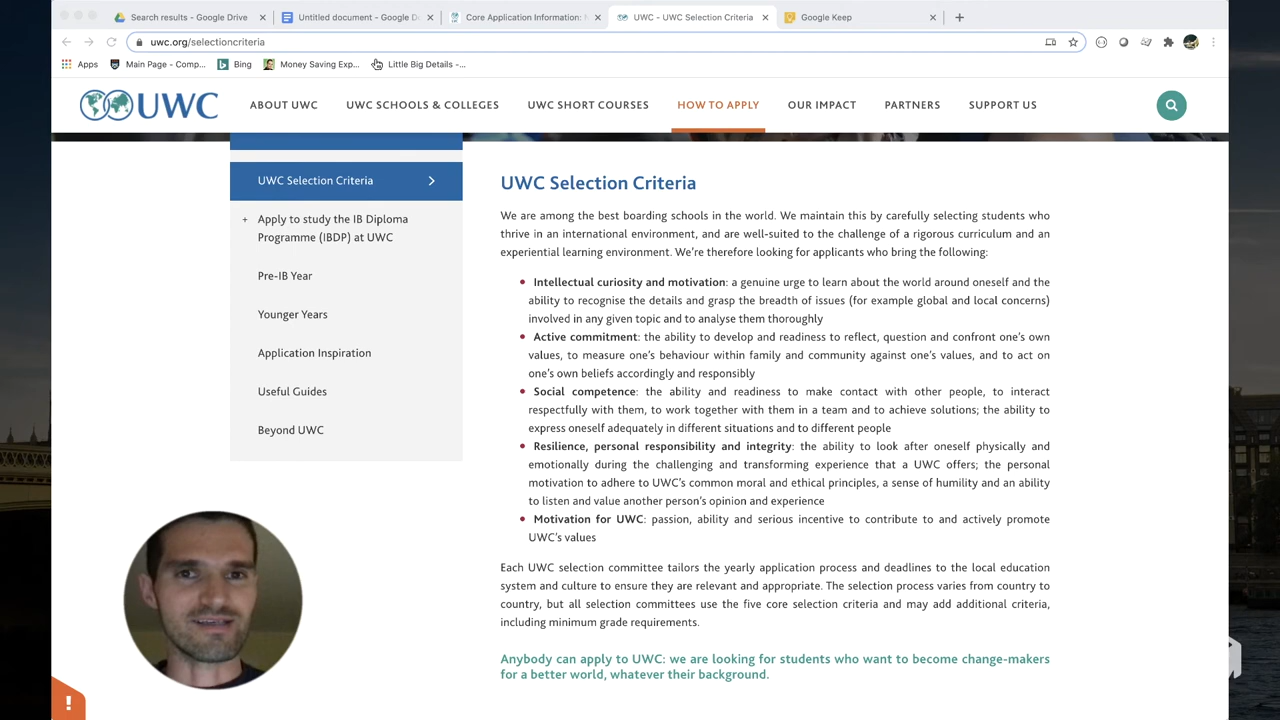 Search results - Google Drive
Untitled document - Google D
Core Application Information:
UWC - UWC Selection Criteria
Google Keep
uwc.org/selectioncriteria
Apps
Main Page - Comp...
Bing
Money Saving Exp...
Little Big Details -...
UWC
ABOUT UWC
UWC SCHOOLS & COLLEGES
UWC SHORT COURSES
HOW TO APPLY
OUR IMPACT
PARTNERS
SUPPORT US
UWC Selection Criteria
+ Apply to study the IB Diploma
Programme (IBDP) at UWC
Pre-IB Year
Younger Years
Application Inspiration
Useful Guides
Beyond UWC
UWC Selection Criteria
We are among the best boarding schools in the world. We maintain this by carefully selecting students who
thrive in an international environment, and are well-suited to the challenge of a rigorous curriculum and an
experiential learning environment. We're therefore looking for applicants who bring the following:
• Intellectual curiosity and motivation: a genuine urge to learn about the world around oneself and the
ability to recognise the details and grasp the breadth of issues (for example global and local concerns)
involved in any given topic and to analyse them thoroughly
• Active commitment: the ability to develop and readiness to reflect, question and confront one's own
values, to measure one's behaviour within family and community against one's values, and to act on
one's own beliefs accordingly and responsibly
• Social competence: the ability and readiness to make contact with other people, to interact
respectfully with them, to work together with them in a team and to achieve solutions; the ability to
express oneself adequately in different situations and to different people
• Resilience, personal responsibility and integrity: the ability to look after oneself physically and
emotionally during the challenging and transforming experience that a UWC offers; the personal
motivation to adhere to UWC's common moral and ethical principles, a sense of humility and an ability
to listen and value another person's opinion and experience
• Motivation for UWC: passion, ability and serious incentive to contribute to and actively promote
UWC's values
Each UWC selection committee tailors the yearly application process and deadlines to the local education
system and culture to ensure they are relevant and appropriate. The selection process varies from country to
country, but all selection committees use the five core selection criteria and may add additional criteria,
including minimum grade requirements.
Anybody can apply to UWC: we are looking for students who want to become change-makers
for a better world, whatever their background.
!